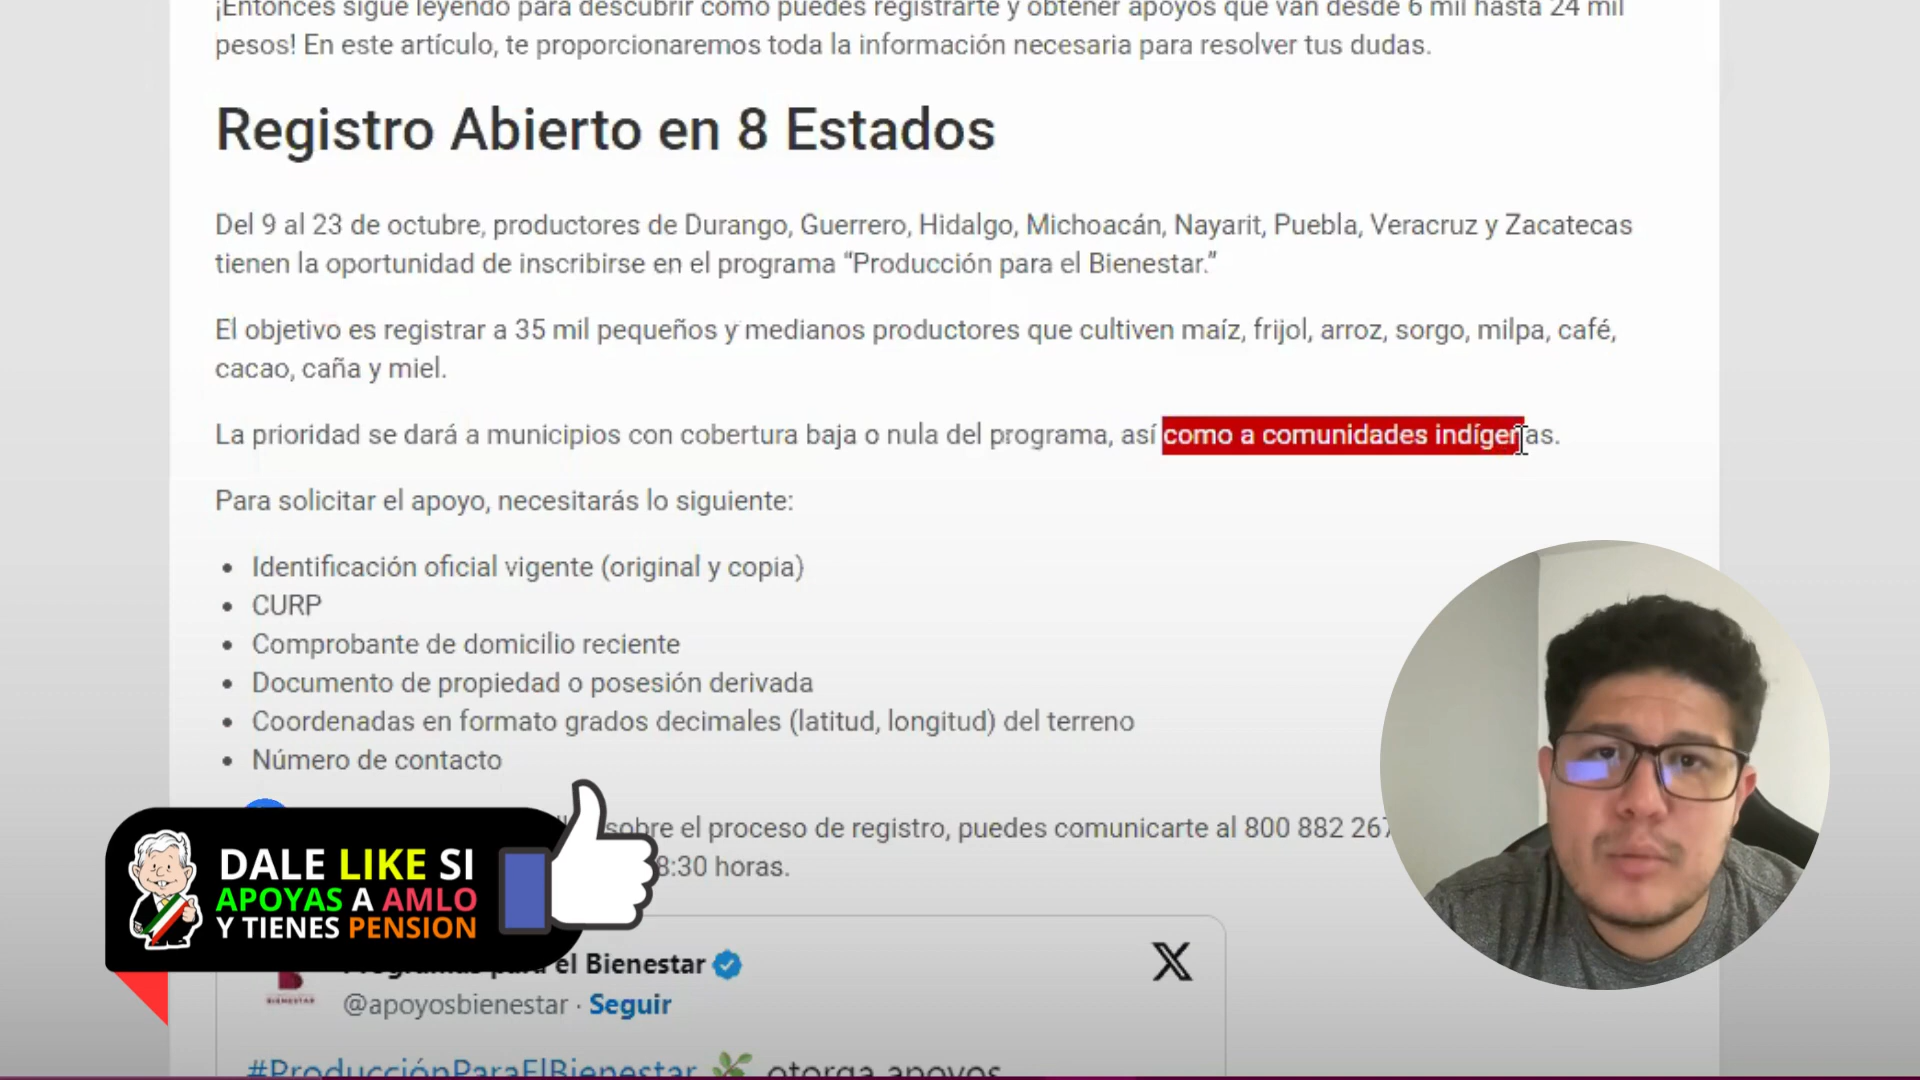 ¡Entonces sigue leyendo para descubrir cómo puedes registrarte y obtener apoyos que van desde 6 mil hasta 24 mil
pesos! En este artículo, te proporcionaremos toda la información necesaria para resolver tus dudas.
Registro Abierto en 8 Estados
Del 9 al 23 de octubre, productores de Durango, Guerrero, Hidalgo, Michoacán, Nayarit, Puebla, Veracruz y Zacatecas
tienen la oportunidad de inscribirse en el programa “Producción para el Bienestar.”
El objetivo es registrar a 35 mil pequeños y medianos productores que cultiven maíz, frijol, arroz, sorgo, milpa, café,
cacao, caña y miel.
La prioridad se dará a municipios con cobertura baja o nula del programa, así como a comunidades indígenas.
Para solicitar el apoyo, necesitarás lo siguiente:
• Identificación oficial vigente (original y copia)
• CURP
• Comprobante de domicilio reciente
• Documento de propiedad o posesión derivada
• Coordenadas en formato grados decimales (latitud, longitud) del terreno
• Número de contacto
sobre el proceso de registro, puedes comunicarte al 800 882 267
8:30 horas.
DALE LIKE SI
APOYAS A AMLO
Y TIENES PENSION
Programas para el Bienestar
@apoyosbienestar · Seguir
BIENESTAR
#ProducciónParaElBienestar otorga apoyos